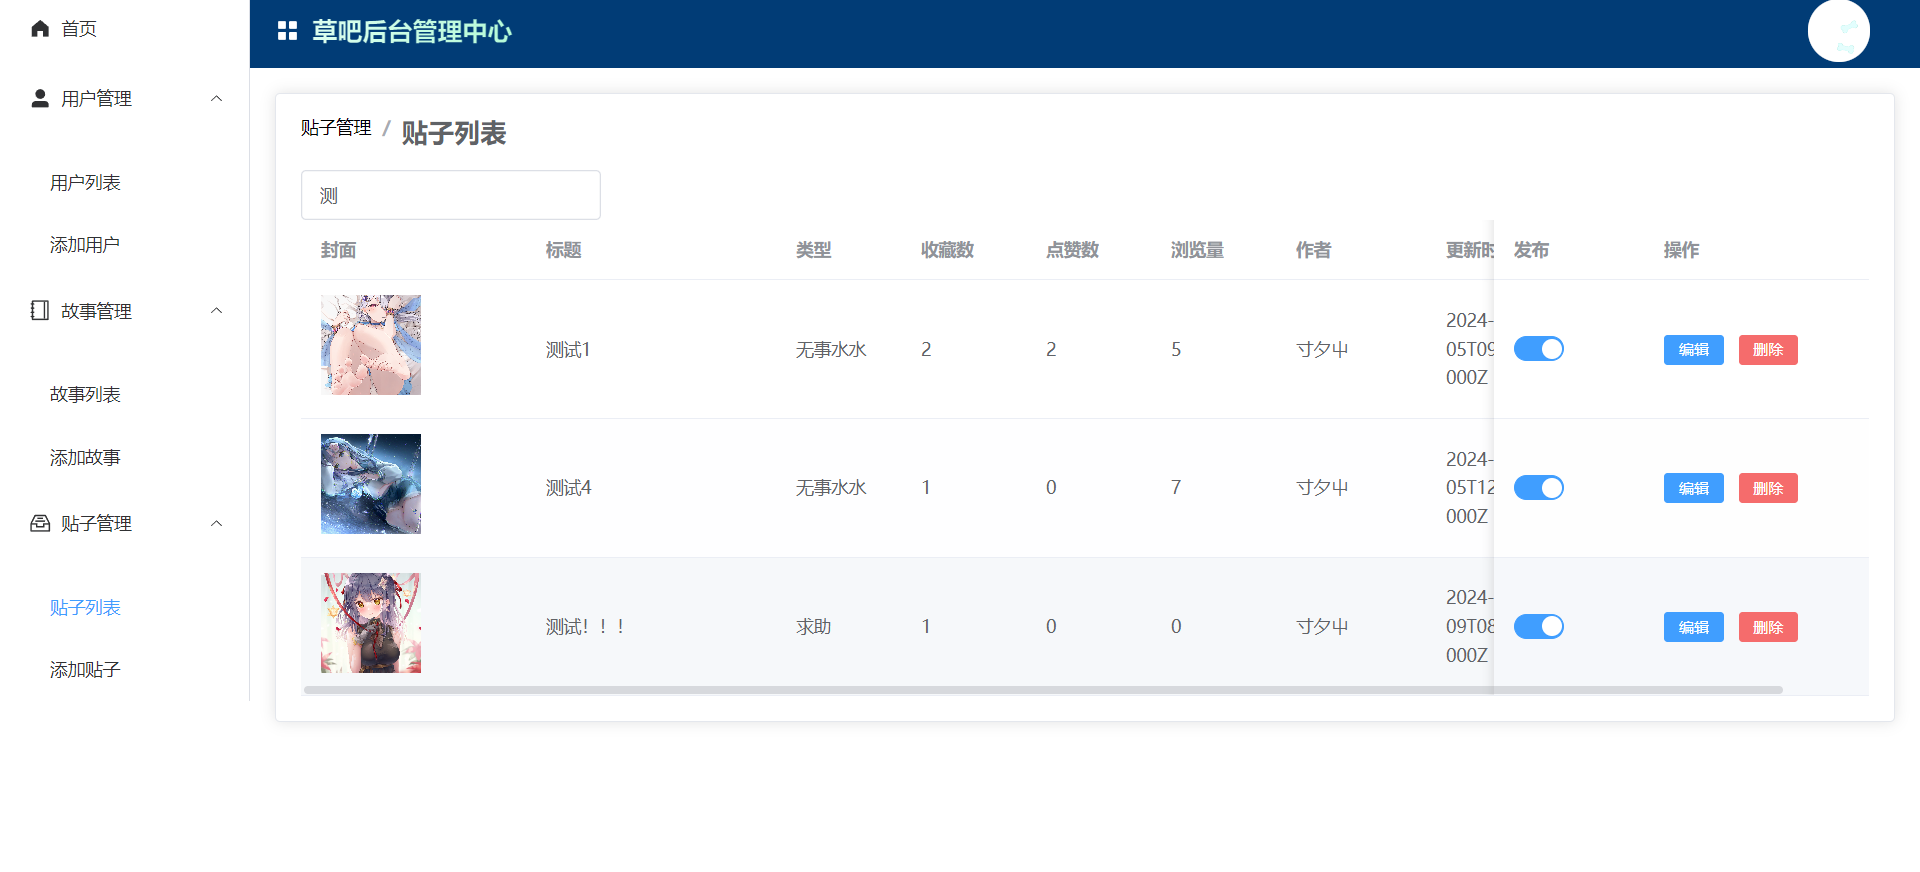 首页
用户管理
用户列表
添加用户
故事管理
故事列表
添加故事
贴子管理
贴子列表
添加贴子
草吧后台管理中心
贴子管理 / 贴子列表
测
封面 标题 类型 收藏数 点赞数 浏览量 作者 更新时 发布 操作
测试1 无事水水 2 2 5 寸夕屮 2024-
05T09
000Z 编辑 删除
测试4 无事水水 1 0 7 寸夕屮 2024-
05T12
000Z 编辑 删除
测试！！！ 求助 1 0 0 寸夕屮 2024-
09T08
000Z 编辑 删除